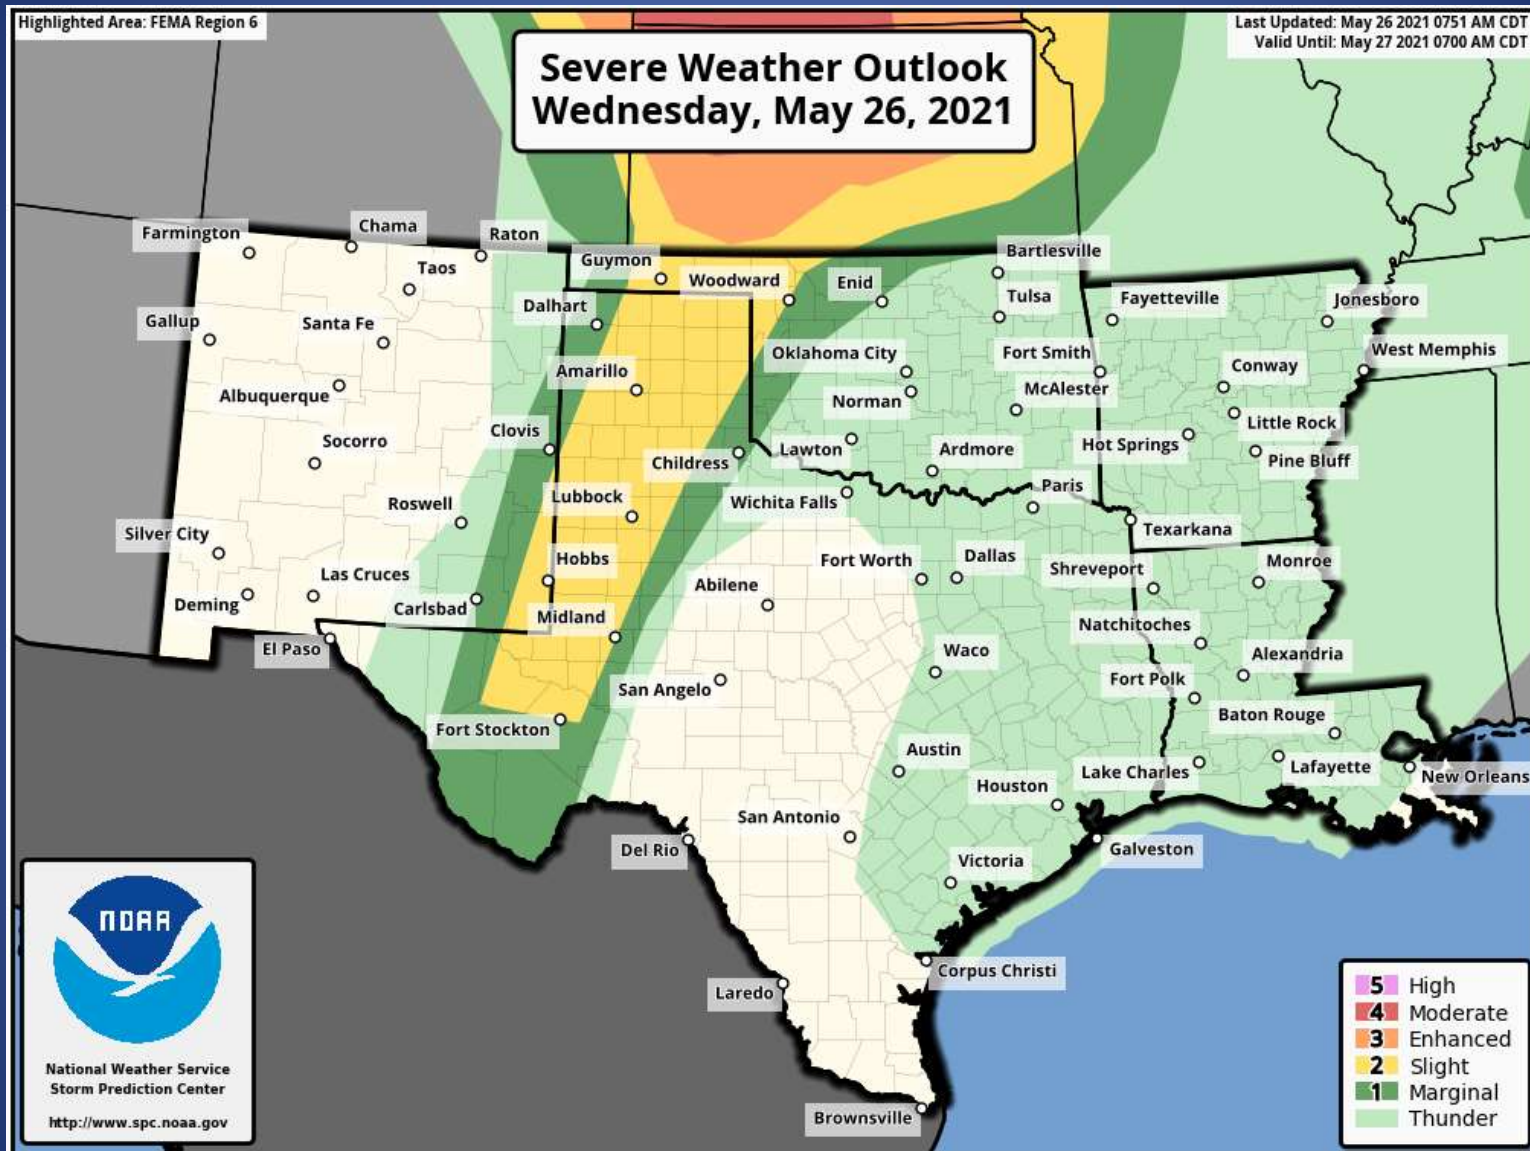 Highlighted Area: FEMA Region 6
Last Updated: May 26 2021 0751 AM CDT
Valid Until: May 27 2021 0700 AM CDT
Severe Weather Outlook
Wednesday, May 26, 2021
Farmington
Chama
Raton
Taos
Guymon
Woodward
Enid
Bartlesville
Tulsa
Fayetteville
Jonesboro
Gallup
Santa Fe
Dalhart
Oklahoma City
Fort Smith
West Memphis
Albuquerque
Amarillo
Norman
McAlester
Conway
Socorro
Clovis
Childress
Lawton
Ardmore
Hot Springs
Little Rock
Pine Bluff
Roswell
Lubbock
Wichita Falls
Paris
Texarkana
Silver City
Las Cruces
Hobbs
Abilene
Fort Worth
Dallas
Shreveport
Monroe
Deming
Carlsbad
Midland
Natchitoches
El Paso
San Angelo
Waco
Fort Polk
Alexandria
Fort Stockton
Austin
Baton Rouge
Houston
Lake Charles
Lafayette
New Orleans
San Antonio
Del Rio
Victoria
Galveston
Laredo
Corpus Christi
Brownsville
NOAA
National Weather Service
Storm Prediction Center
http://www.spc.noaa.gov
5 High
4 Moderate
3 Enhanced
2 Slight
1 Marginal
Thunder